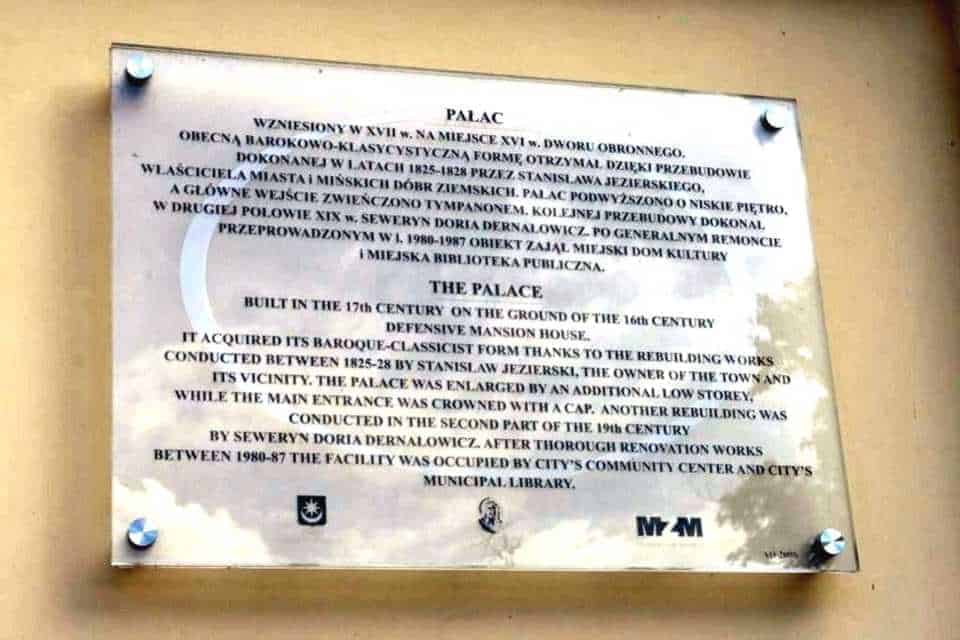 PAŁAC
WZNIESIONY W XVII w. NA MIEJSCE XVI w. DWORU OBRONNEGO.
OBECNĄ BAROKOWO-KLASYCYSTYCZNĄ FORMĘ OTRZYMAŁ DZIĘKI PRZEBUDOWIE
DOKONANEJ W LATACH 1825-1828 PRZEZ STANISŁAWA JEZIERSKIEGO,
WŁAŚCICIELA MIASTA i MIŃSKICH DÓBR ZIEMSKICH. PAŁAC PODWYŻSZONO O NISKIE PIĘTRO,
A GŁÓWNE WEJŚCIE ZWIEŃCZONO TYMPANONEM. KOLEJNEJ PRZEBUDOWY DOKONAŁ
W DRUGIEJ POŁOWIE XIX w. SEWERYN DORIA DERNAŁOWICZ. PO GENERALNYM REMONCIE
PRZEPROWADZONYM W l. 1980-1987 OBIEKT ZAJĄŁ MIEJSKI DOM KULTURY
i MIEJSKA BIBLIOTEKA PUBLICZNA.
THE PALACE
BUILT IN THE 17th CENTURY ON THE GROUND OF THE 16th CENTURY
DEFENSIVE MANSION HOUSE.
IT ACQUIRED ITS BAROQUE-CLASSICIST FORM THANKS TO THE REBUILDING WORKS
CONDUCTED BETWEEN 1825-28 BY STANISŁAW JEZIERSKI, THE OWNER OF THE TOWN AND
ITS VICINITY. THE PALACE WAS ENLARGED BY AN ADDITIONAL LOW STOREY,
WHILE THE MAIN ENTRANCE WAS CROWNED WITH A CAP. ANOTHER REBUILDING WAS
CONDUCTED IN THE SECOND PART OF THE 19th CENTURY
BY SEWERYN DORIA DERNAŁOWICZ. AFTER THOROUGH RENOVATION WORKS
BETWEEN 1980-87 THE FACILITY WAS OCCUPIED BY CITY'S COMMUNITY CENTER AND CITY'S
MUNICIPAL LIBRARY.
MZM